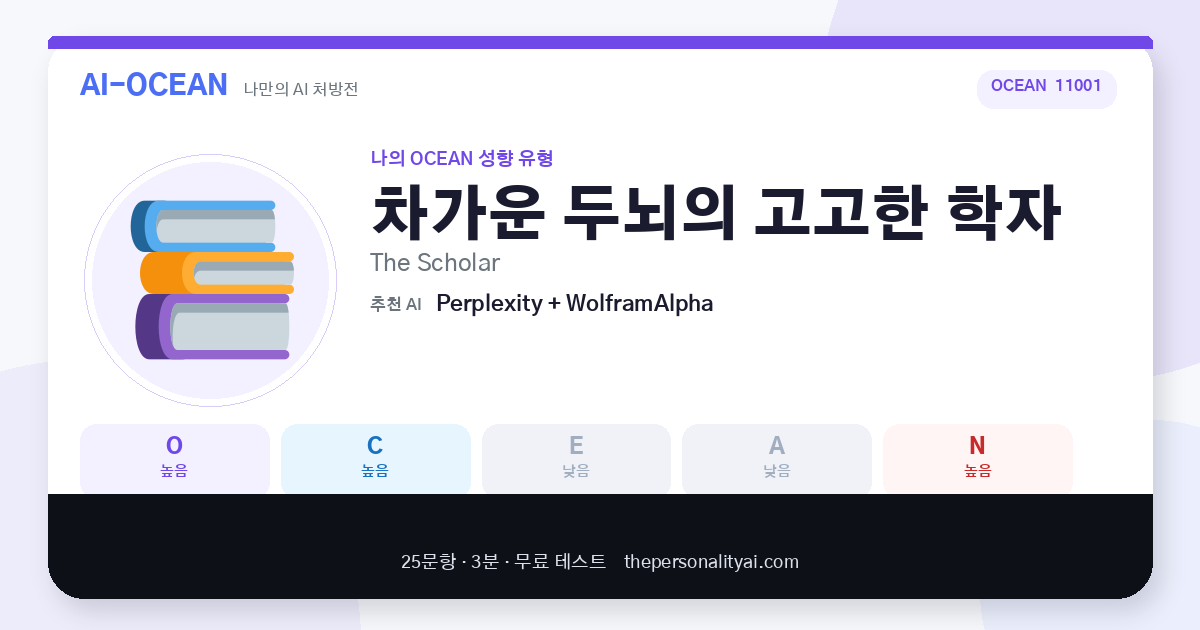 AI-OCEAN 나만의 AI 처방전
OCEAN 11001
나의 OCEAN 성향 유형
차가운 두뇌의 고고한 학자
The Scholar
추천 AI Perplexity + WolframAlpha
O C E A N
높음 높음 낮음 낮음 높음
25문항 · 3분 · 무료 테스트 thepersonalityai.com